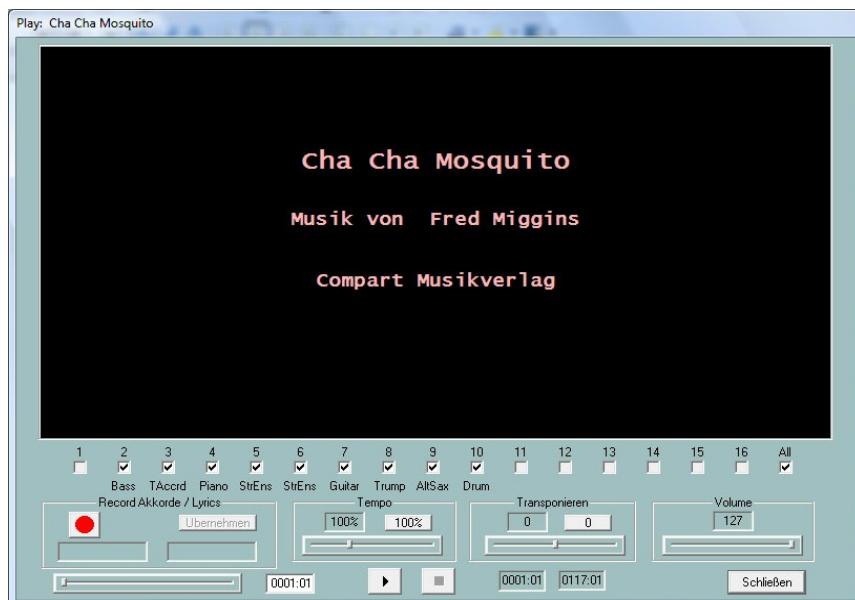 Play: Cha Cha Mosquito
Cha Cha Mosquito
Musik von Fred Miggins
Compart Musikverlag
1 2 3 4 5 6 7 8 9 10 11 12 13 14 15 16 All
Bass TAccrd Piano StrEns StrEns Guitar Trump AltSax Drum
Record Akkorde / Lyrics Tempo Transponieren Volume
Übernehmen 100% 100% 0 0 127
0001:01 0001:01 0117:01 Schließen